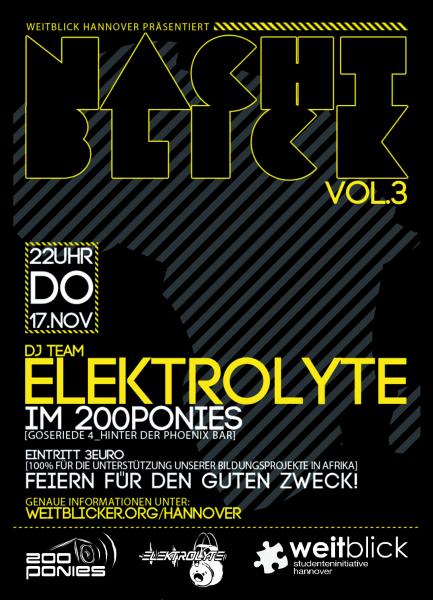 WEITBLICK HANNOVER PRÄSENTIERT
NACHT
BLICK
VOL.3
22UHR
DO
17.NOV
DJ TEAM
ELEKTROLYTE
IM 200PONIES
[GOSERIEDE 4_HINTER DER PHOENIX BAR]
EINTRITT 3EURO
[100% FÜR DIE UNTERSTÜTZUNG UNSERER BILDUNGSPROJEKTE IN AFRIKA]
FEIERN FÜR DEN GUTEN ZWECK!
GENAUE INFORMATIONEN UNTER:
WEITBLICKER.ORG/HANNOVER
200
PONIES
ELEKTROLYTE
weitblick
studenteninitiative
hannover